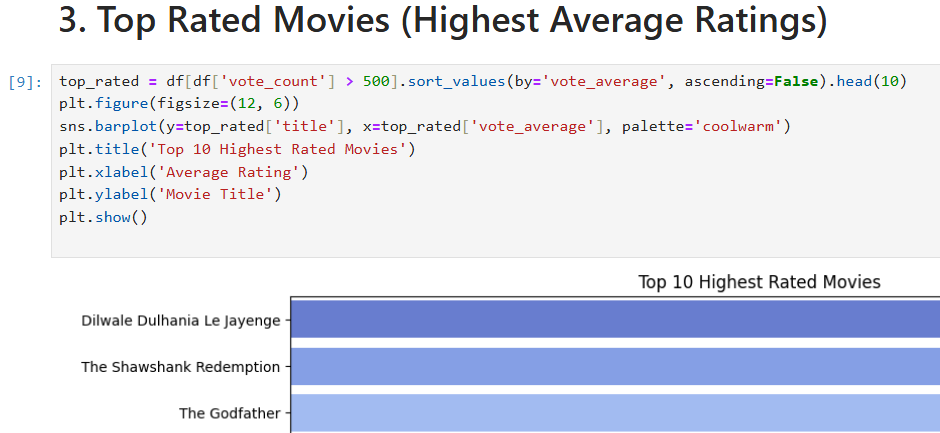 3. Top Rated Movies (Highest Average Ratings)
[9]: top_rated = df[df['vote_count'] > 500].sort_values(by='vote_average', ascending=False).head(10)
plt.figure(figsize=(12, 6))
sns.barplot(y=top_rated['title'], x=top_rated['vote_average'], palette='coolwarm')
plt.title('Top 10 Highest Rated Movies')
plt.xlabel('Average Rating')
plt.ylabel('Movie Title')
plt.show()
Top 10 Highest Rated Movies
Dilwale Dulhania Le Jayenge
The Shawshank Redemption
The Godfather